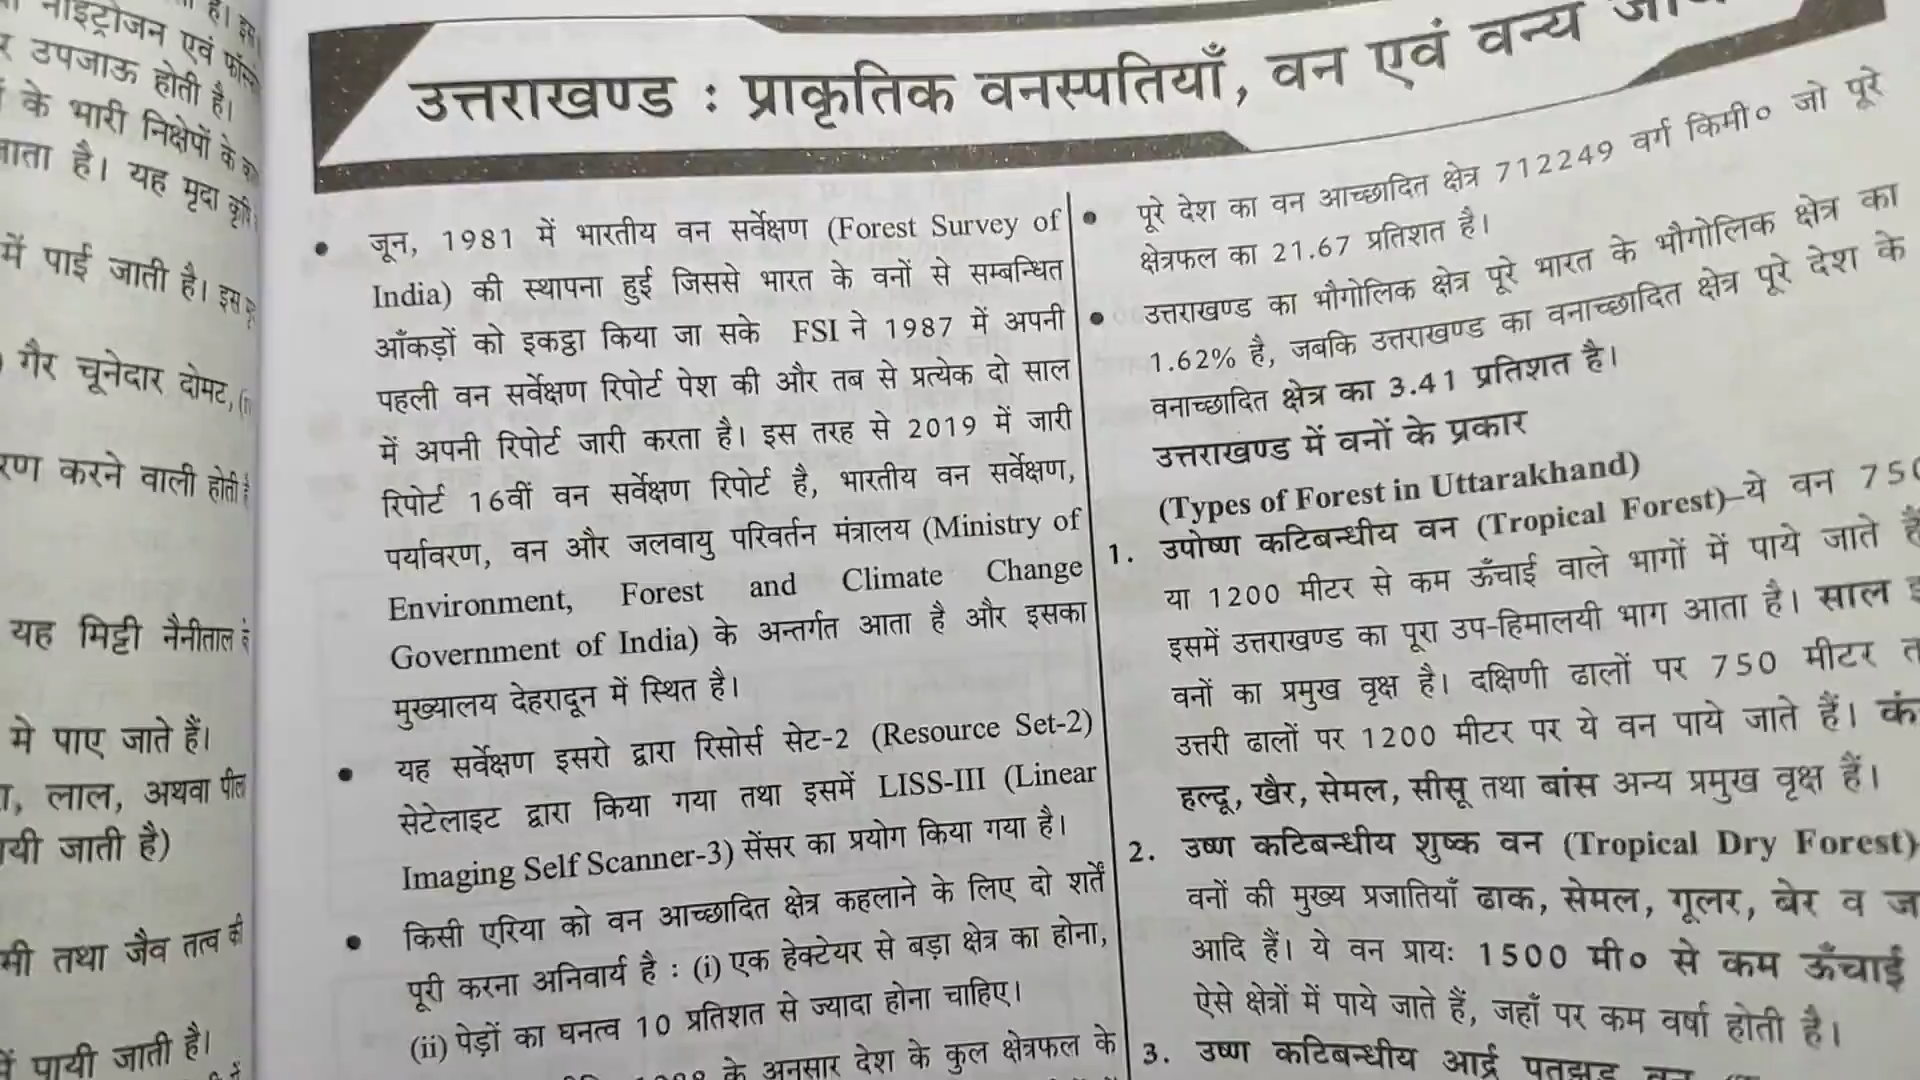 नाइट्रोजन एवं
उपजाऊ होती है।
के भारी निक्षेपों के
जाता है। यह मृदा
में पाई जाती है। इस
गैर चूनेदार दोमट,
करने वाली होती है
यह मिट्टी नैनीताल
मे पाए जाते हैं।
लाल, अथवा पील
जाती है)
तथा जैव तत्व की
पायी जाती है।
उत्तराखण्ड : प्राकृतिक वनस्पतियाँ, वन एवं वन्य
• जून, 1981 में भारतीय वन सर्वेक्षण (Forest Survey of
India) की स्थापना हुई जिससे भारत के वनों से सम्बन्धित
आँकड़ों को इकट्ठा किया जा सके FSI ने 1987 में अपनी
पहली वन सर्वेक्षण रिपोर्ट पेश की और तब से प्रत्येक दो साल
में अपनी रिपोर्ट जारी करता है। इस तरह से 2019 में जारी
रिपोर्ट 16वीं वन सर्वेक्षण रिपोर्ट है, भारतीय वन सर्वेक्षण,
पर्यावरण, वन और जलवायु परिवर्तन मंत्रालय (Ministry of
Environment, Forest and Climate Change
Government of India) के अन्तर्गत आता है और इसका
मुख्यालय देहरादून में स्थित है।
• यह सर्वेक्षण इसरो द्वारा रिसोर्स सेट-2 (Resource Set-2)
सेटेलाइट द्वारा किया गया तथा इसमें LISS-III (Linear
Imaging Self Scanner-3) सेंसर का प्रयोग किया गया है।
• किसी एरिया को वन आच्छादित क्षेत्र कहलाने के लिए दो शर्तें
पूरी करना अनिवार्य है : (i) एक हेक्टेयर से बड़ा क्षेत्र का होना,
(ii) पेड़ों का घनत्व 10 प्रतिशत से ज्यादा होना चाहिए।
के अनुसार देश के कुल क्षेत्रफल के
• पूरे देश का वन आच्छादित क्षेत्र 712249 वर्ग किमी० जो पूरे
क्षेत्रफल का 21.67 प्रतिशत है।
• उत्तराखण्ड का भौगोलिक क्षेत्र पूरे भारत के भौगोलिक क्षेत्र का
1.62% है, जबकि उत्तराखण्ड का वनाच्छादित क्षेत्र पूरे देश के
वनाच्छादित क्षेत्र का 3.41 प्रतिशत है।
उत्तराखण्ड में वनों के प्रकार
(Types of Forest in Uttarakhand)
1. उपोष्ण कटिबन्धीय वन (Tropical Forest)–ये वन 750
या 1200 मीटर से कम ऊँचाई वाले भागों में पाये जाते हैं
इसमें उत्तराखण्ड का पूरा उप-हिमालयी भाग आता है। साल
वनों का प्रमुख वृक्ष है। दक्षिणी ढालों पर 750 मीटर
उत्तरी ढालों पर 1200 मीटर पर ये वन पाये जाते हैं।
हल्दू, खैर, सेमल, सीसू तथा बांस अन्य प्रमुख वृक्ष हैं।
2. उष्ण कटिबन्धीय शुष्क वन (Tropical Dry Forest)
वनों की मुख्य प्रजातियाँ ढाक, सेमल, गूलर, बेर व
आदि हैं। ये वन प्रायः 1500 मी० से कम ऊँचाई
ऐसे क्षेत्रों में पाये जाते हैं, जहाँ पर कम वर्षा होती है।
3. उष्ण कटिबन्धीय आर्द्र पतझड़ वन